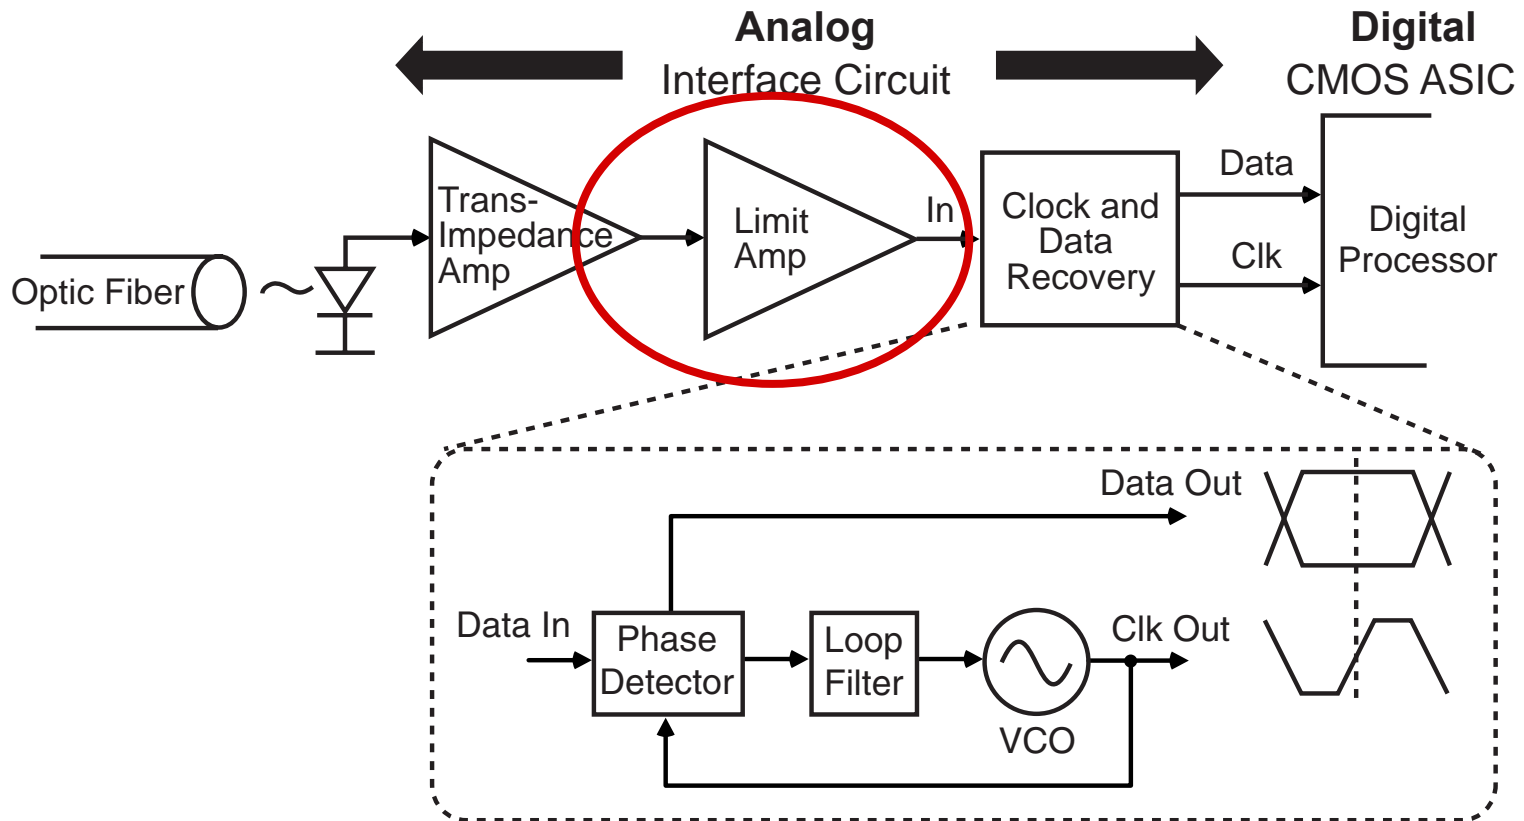 Analog
Interface Circuit
Digital
CMOS ASIC
Optic Fiber
Trans-
Impedance
Amp
Limit
Amp
In
Clock and
Data
Recovery
Data
Clk
Digital
Processor
Data Out
Data In
Phase
Detector
Loop
Filter
VCO
Clk Out